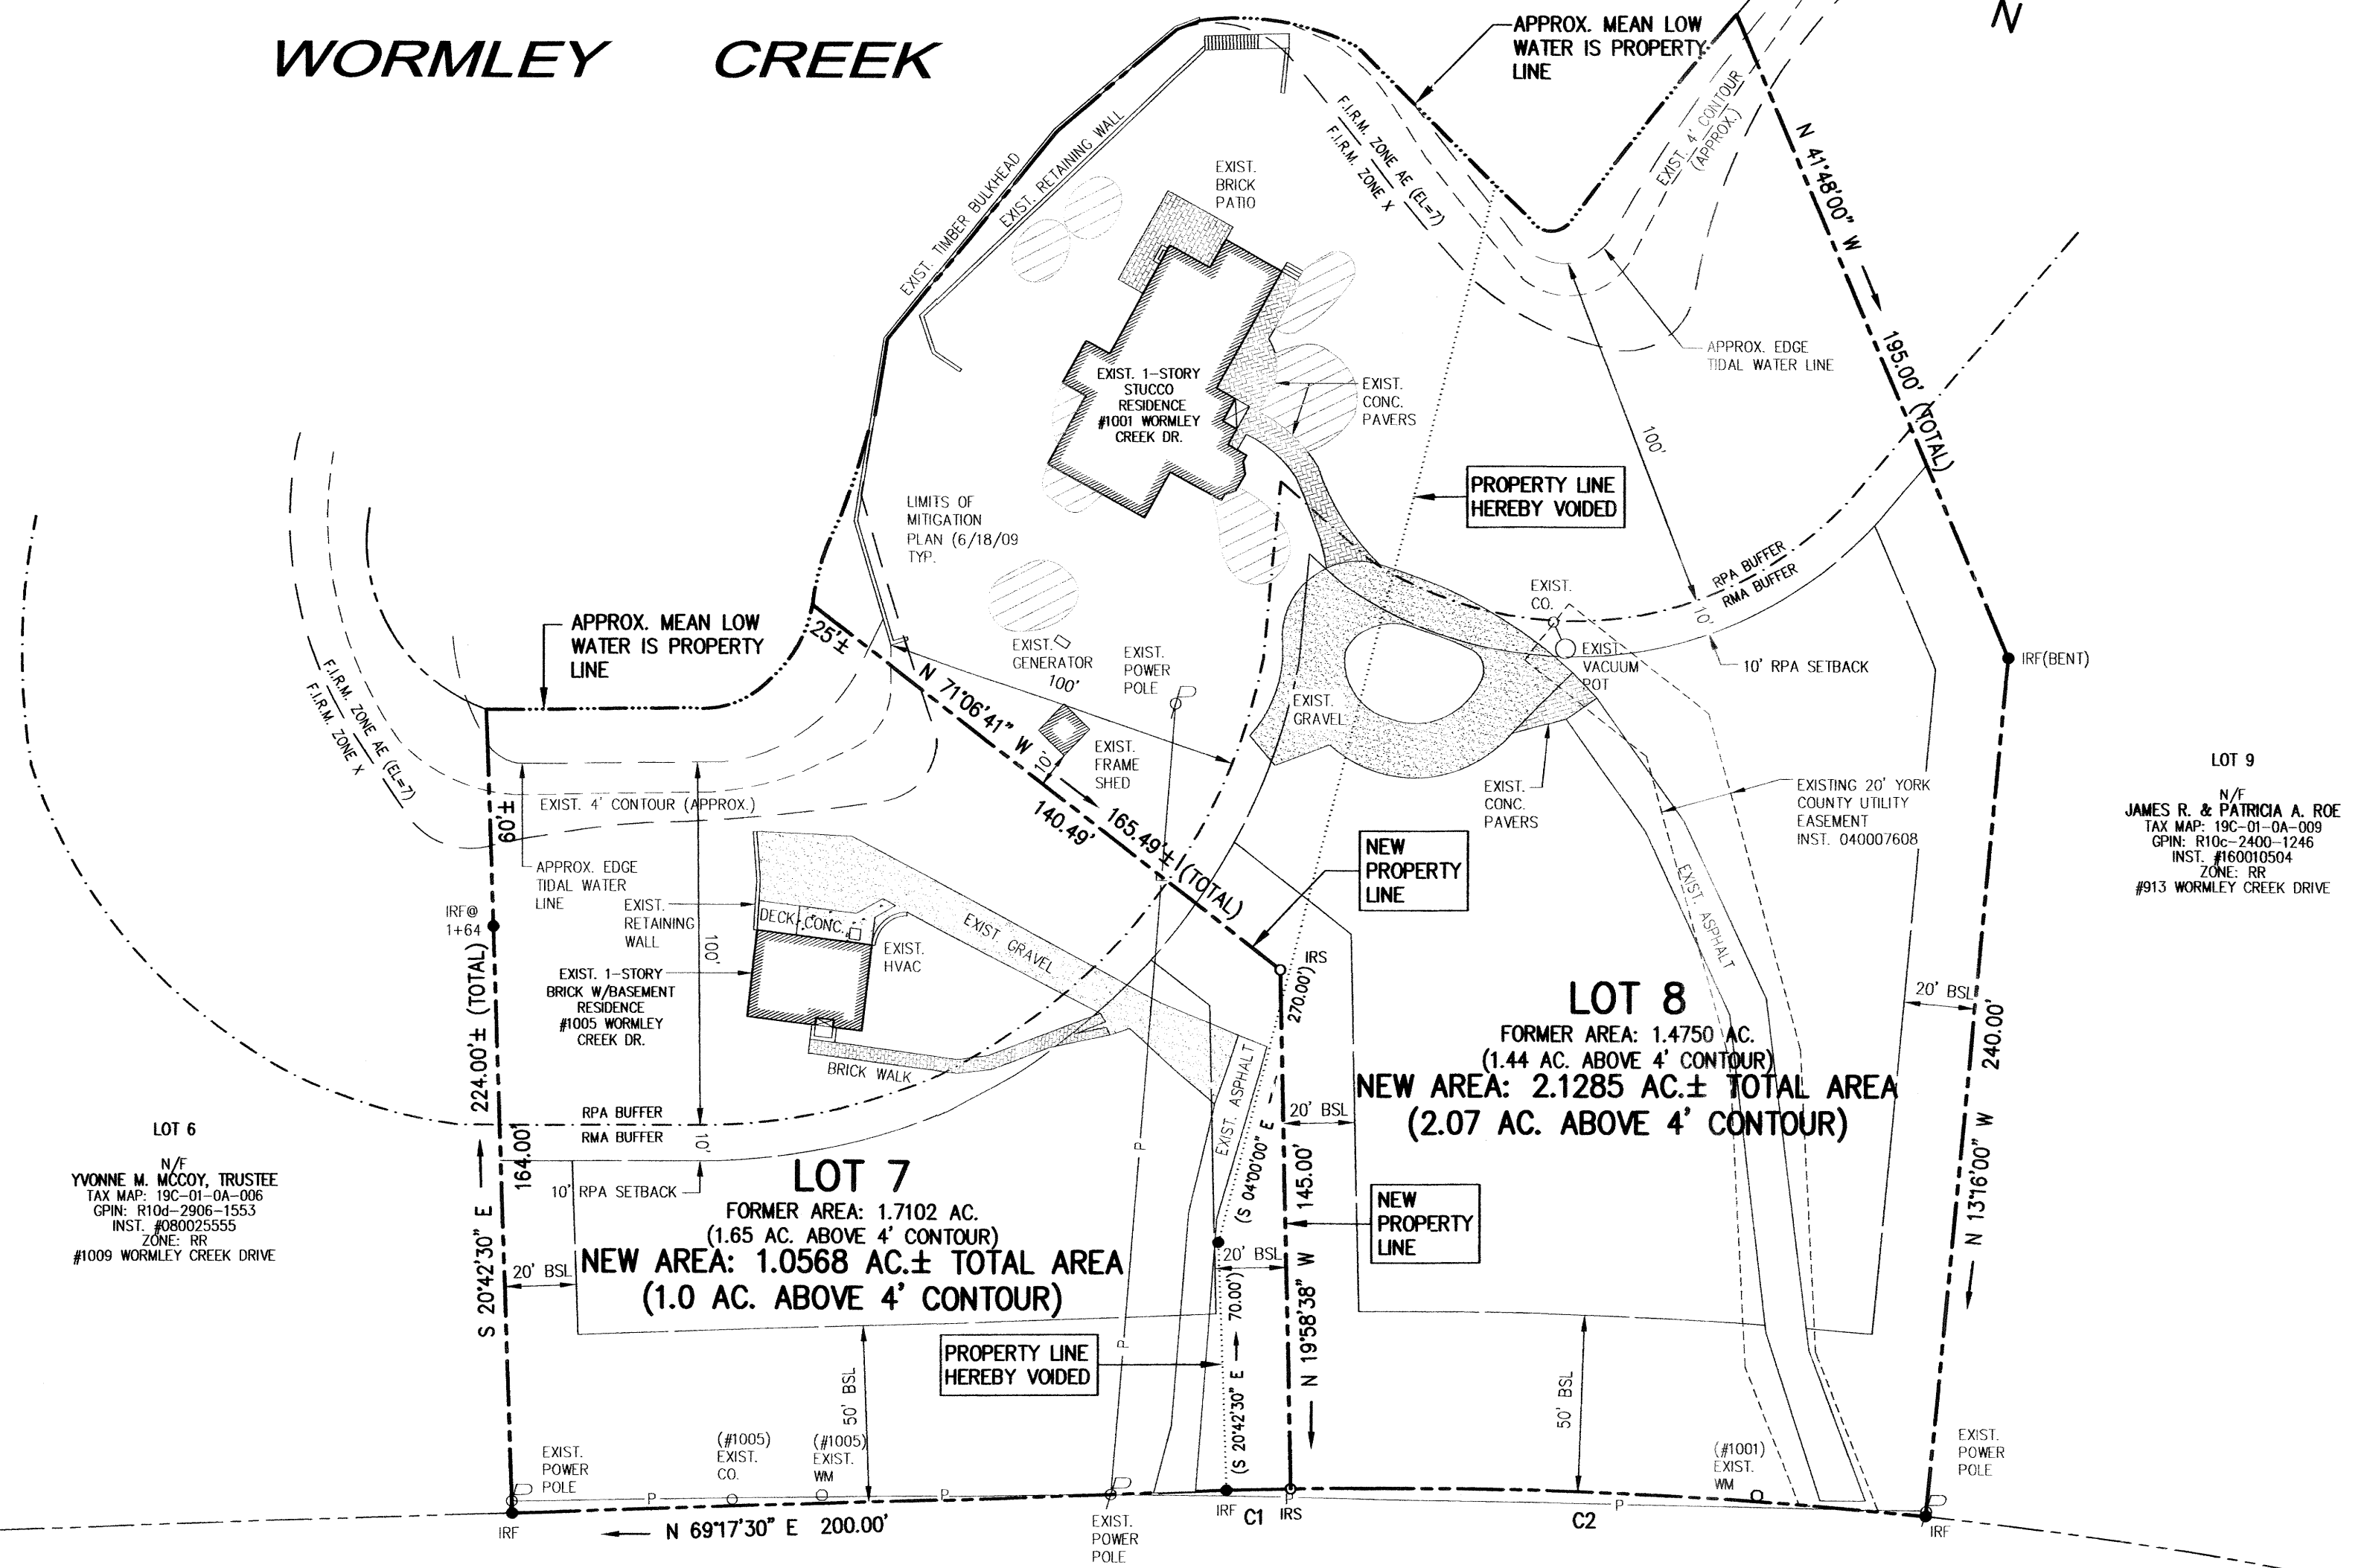 WORMLEY CREEK
N
APPROX. MEAN LOW
WATER IS PROPERTY
LINE
EXIST. 4' CONTOUR
(APPROX.)
N 41°48'00" W
195.00' (TOTAL)
F.I.R.M. ZONE AE (EL=7)
F.I.R.M. ZONE X
EXIST. TIMBER BULKHEAD
EXIST. RETAINING WALL
EXIST.
BRICK
PATIO
APPROX. EDGE
TIDAL WATER LINE
EXIST. 1-STORY
STUCCO
RESIDENCE
#1001 WORMLEY
CREEK DR.
EXIST.
CONC.
PAVERS
100'
PROPERTY LINE
HEREBY VOIDED
LIMITS OF
MITIGATION
PLAN (6/18/09
TYP.
RPA BUFFER
RMA BUFFER
EXIST.
CO.
10'
EXIST.
VACUUM
POT
10' RPA SETBACK
IRF(BENT)
APPROX. MEAN LOW
WATER IS PROPERTY
LINE
25'±
EXIST.
GENERATOR
100'
EXIST.
POWER
POLE
P
EXIST.
GRAVEL
N 71°06'41" W
165.49'± (TOTAL)
140.49'
10'
EXIST.
FRAME
SHED
F.I.R.M. ZONE AE (EL=7)
F.I.R.M. ZONE X
EXIST. 4' CONTOUR (APPROX.)
60'±
EXIST.
CONC.
PAVERS
EXISTING 20' YORK
COUNTY UTILITY
EASEMENT
INST. 040007608
LOT 9
N/F
JAMES R. & PATRICIA A. ROE
TAX MAP: 19C-01-0A-009
GPIN: R10c-2400-1246
INST. #160010504
ZONE: RR
#913 WORMLEY CREEK DRIVE
NEW
PROPERTY
LINE
APPROX. EDGE
TIDAL WATER
LINE
IRF@
1+64
EXIST.
RETAINING
WALL
DECK
CONC.
EXIST.
HVAC
EXIST GRAVEL
100'
EXIST. 1-STORY
BRICK W/BASEMENT
RESIDENCE
#1005 WORMLEY
CREEK DR.
BRICK WALK
P
IRS
270.00')
EXIST. ASPHALT
LOT 8
FORMER AREA: 1.4750 AC.
(1.44 AC. ABOVE 4' CONTOUR)
NEW AREA: 2.1285 AC.± TOTAL AREA
(2.07 AC. ABOVE 4' CONTOUR)
20' BSL
240.00'
N 13°16'00" W
224.00'± (TOTAL)
S 20°42'30" E
164.00'
RPA BUFFER
RMA BUFFER
10'
10' RPA SETBACK
P
EXIST. ASPHALT
(S 04°00'00" E
20' BSL
145.00'
N 19°58'38" W
LOT 6
N/F
YVONNE M. MCCOY, TRUSTEE
TAX MAP: 19C-01-0A-006
GPIN: R10d-2906-1553
INST. #080025555
ZONE: RR
#1009 WORMLEY CREEK DRIVE
LOT 7
FORMER AREA: 1.7102 AC.
(1.65 AC. ABOVE 4' CONTOUR)
NEW AREA: 1.0568 AC.± TOTAL AREA
(1.0 AC. ABOVE 4' CONTOUR)
20' BSL
20' BSL
NEW
PROPERTY
LINE
PROPERTY LINE
HEREBY VOIDED
P
(S 20°42'30" E
70.00')
50' BSL
50' BSL
EXIST.
POWER
POLE
(#1005)
EXIST.
CO.
(#1005)
EXIST.
WM
(#1001)
EXIST.
WM
EXIST.
POWER
POLE
P
P
P
P
IRF
N 69°17'30" E 200.00'
EXIST.
POWER
POLE
IRF
C1
IRS
C2
IRF